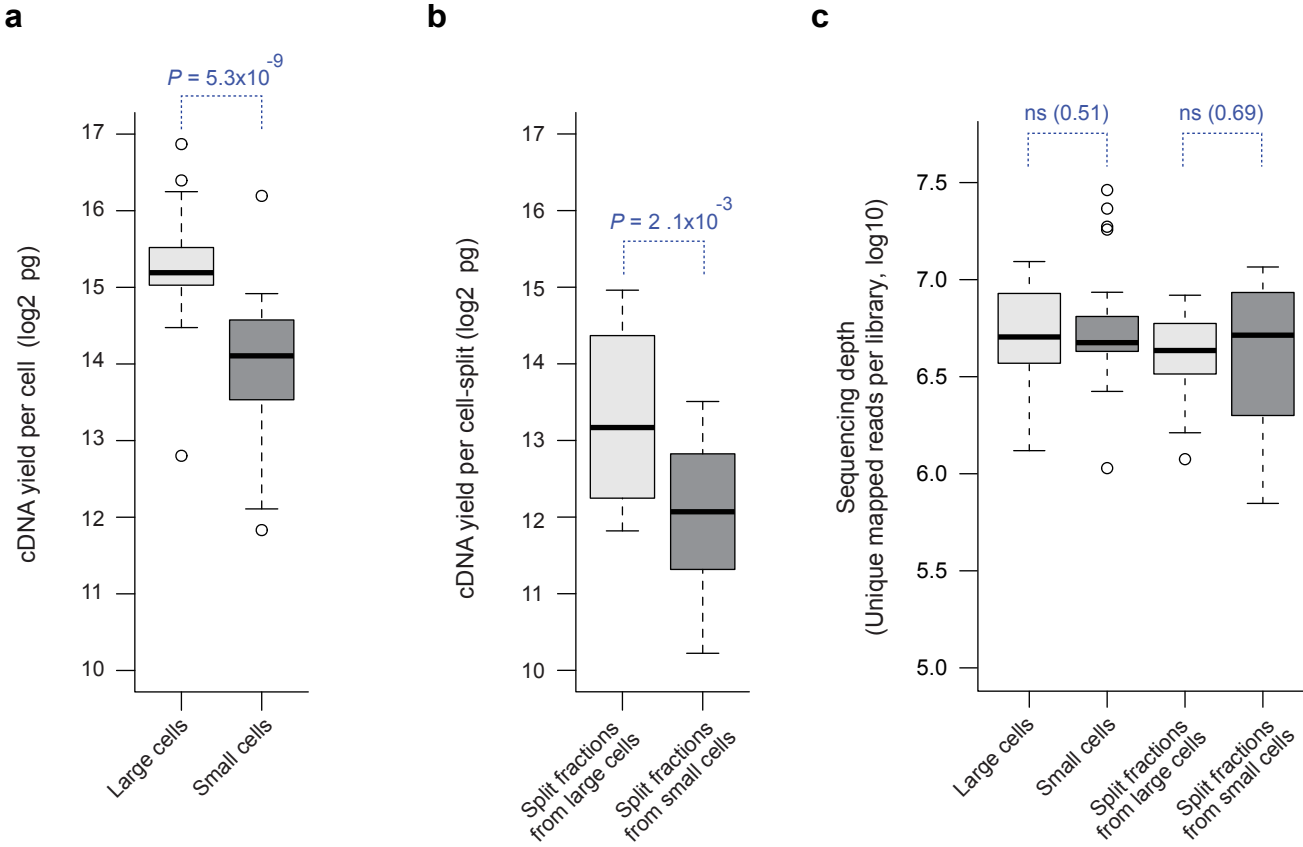 a
P = 5.3x10-9
17
16
15
14
13
12
11
10
cDNA yield per cell (log2 pg)
Large cells
Small cells
b
P = 2 .1x10-3
17
16
15
14
13
12
11
10
cDNA yield per cell-split (log2 pg)
Split fractions
from large cells
Split fractions
from small cells
c
ns (0.51)
ns (0.69)
7.5
7.0
6.5
6.0
5.5
5.0
Sequencing depth
(Unique mapped reads per library, log10)
Large cells
Small cells
Split fractions
from large cells
Split fractions
from small cells